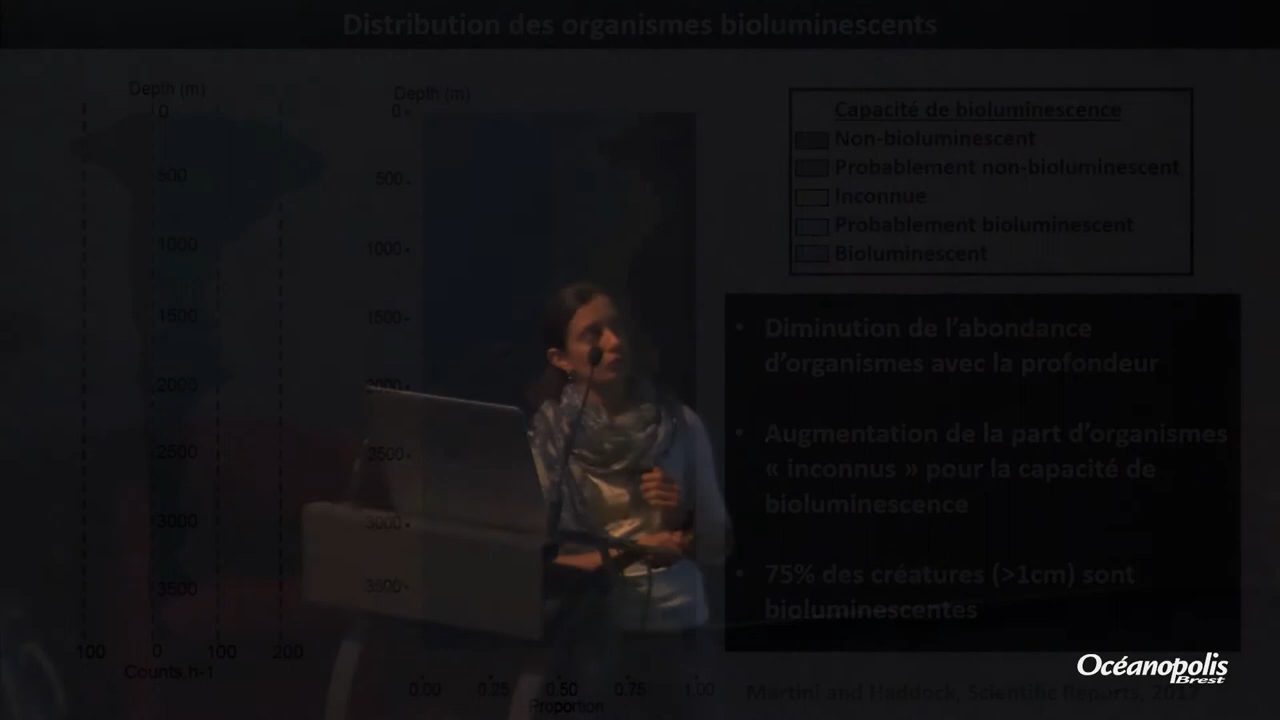 Distribution des organismes bioluminescents
Depth (m)
0
500
1000
1500
2000
2500
3000
3500
100 0 100 200
Counts.h-1
Depth (m)
0
500
1000
1500
2000
2500
3000
3500
0.00 0.25 0.50 0.75 1.00
Proportion
Capacité de bioluminescence
Non-bioluminescent
Probablement non-bioluminescent
Inconnue
Probablement bioluminescent
Bioluminescent
• Diminution de l'abondance
d'organismes avec la profondeur
• Augmentation de la part d'organismes
« inconnus » pour la capacité de
bioluminescence
• 75% des créatures (>1cm) sont
bioluminescentes
Océanopolis
Brest
Martini and Haddock, Scientific Reports, 2017